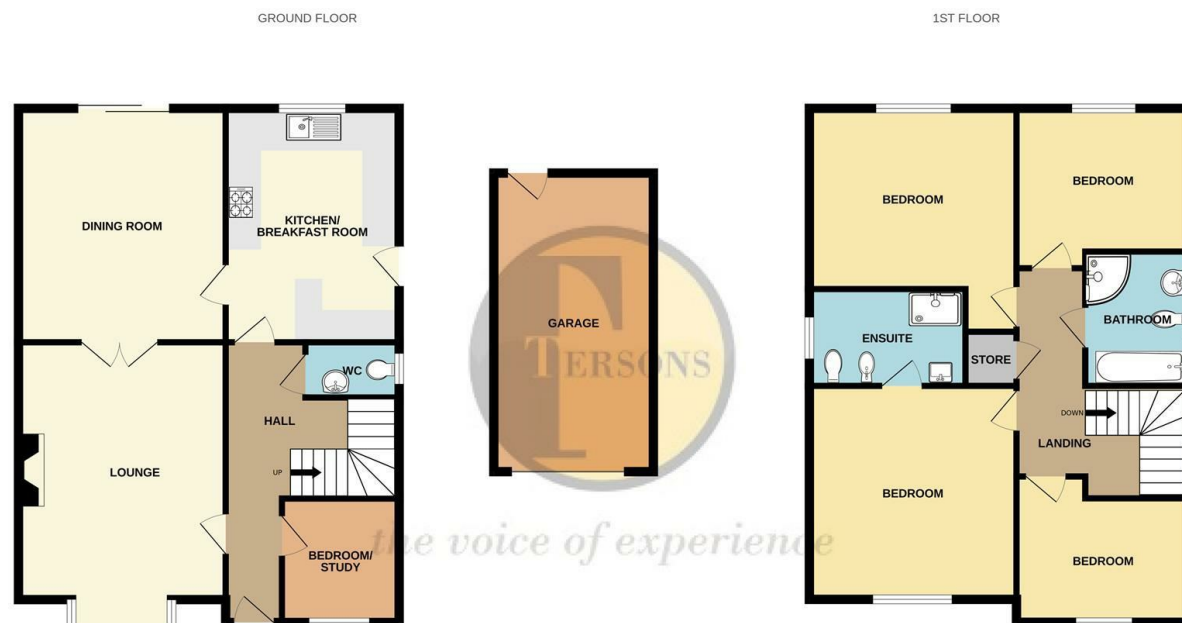 GROUND FLOOR
1ST FLOOR
DINING ROOM
KITCHEN/
BREAKFAST ROOM
WC
HALL
LOUNGE
UP
BEDROOM/
STUDY
GARAGE
TERSONS
the voice of experience
BEDROOM
BEDROOM
ENSUITE
STORE
BATHROOM
DOWN
LANDING
BEDROOM
BEDROOM